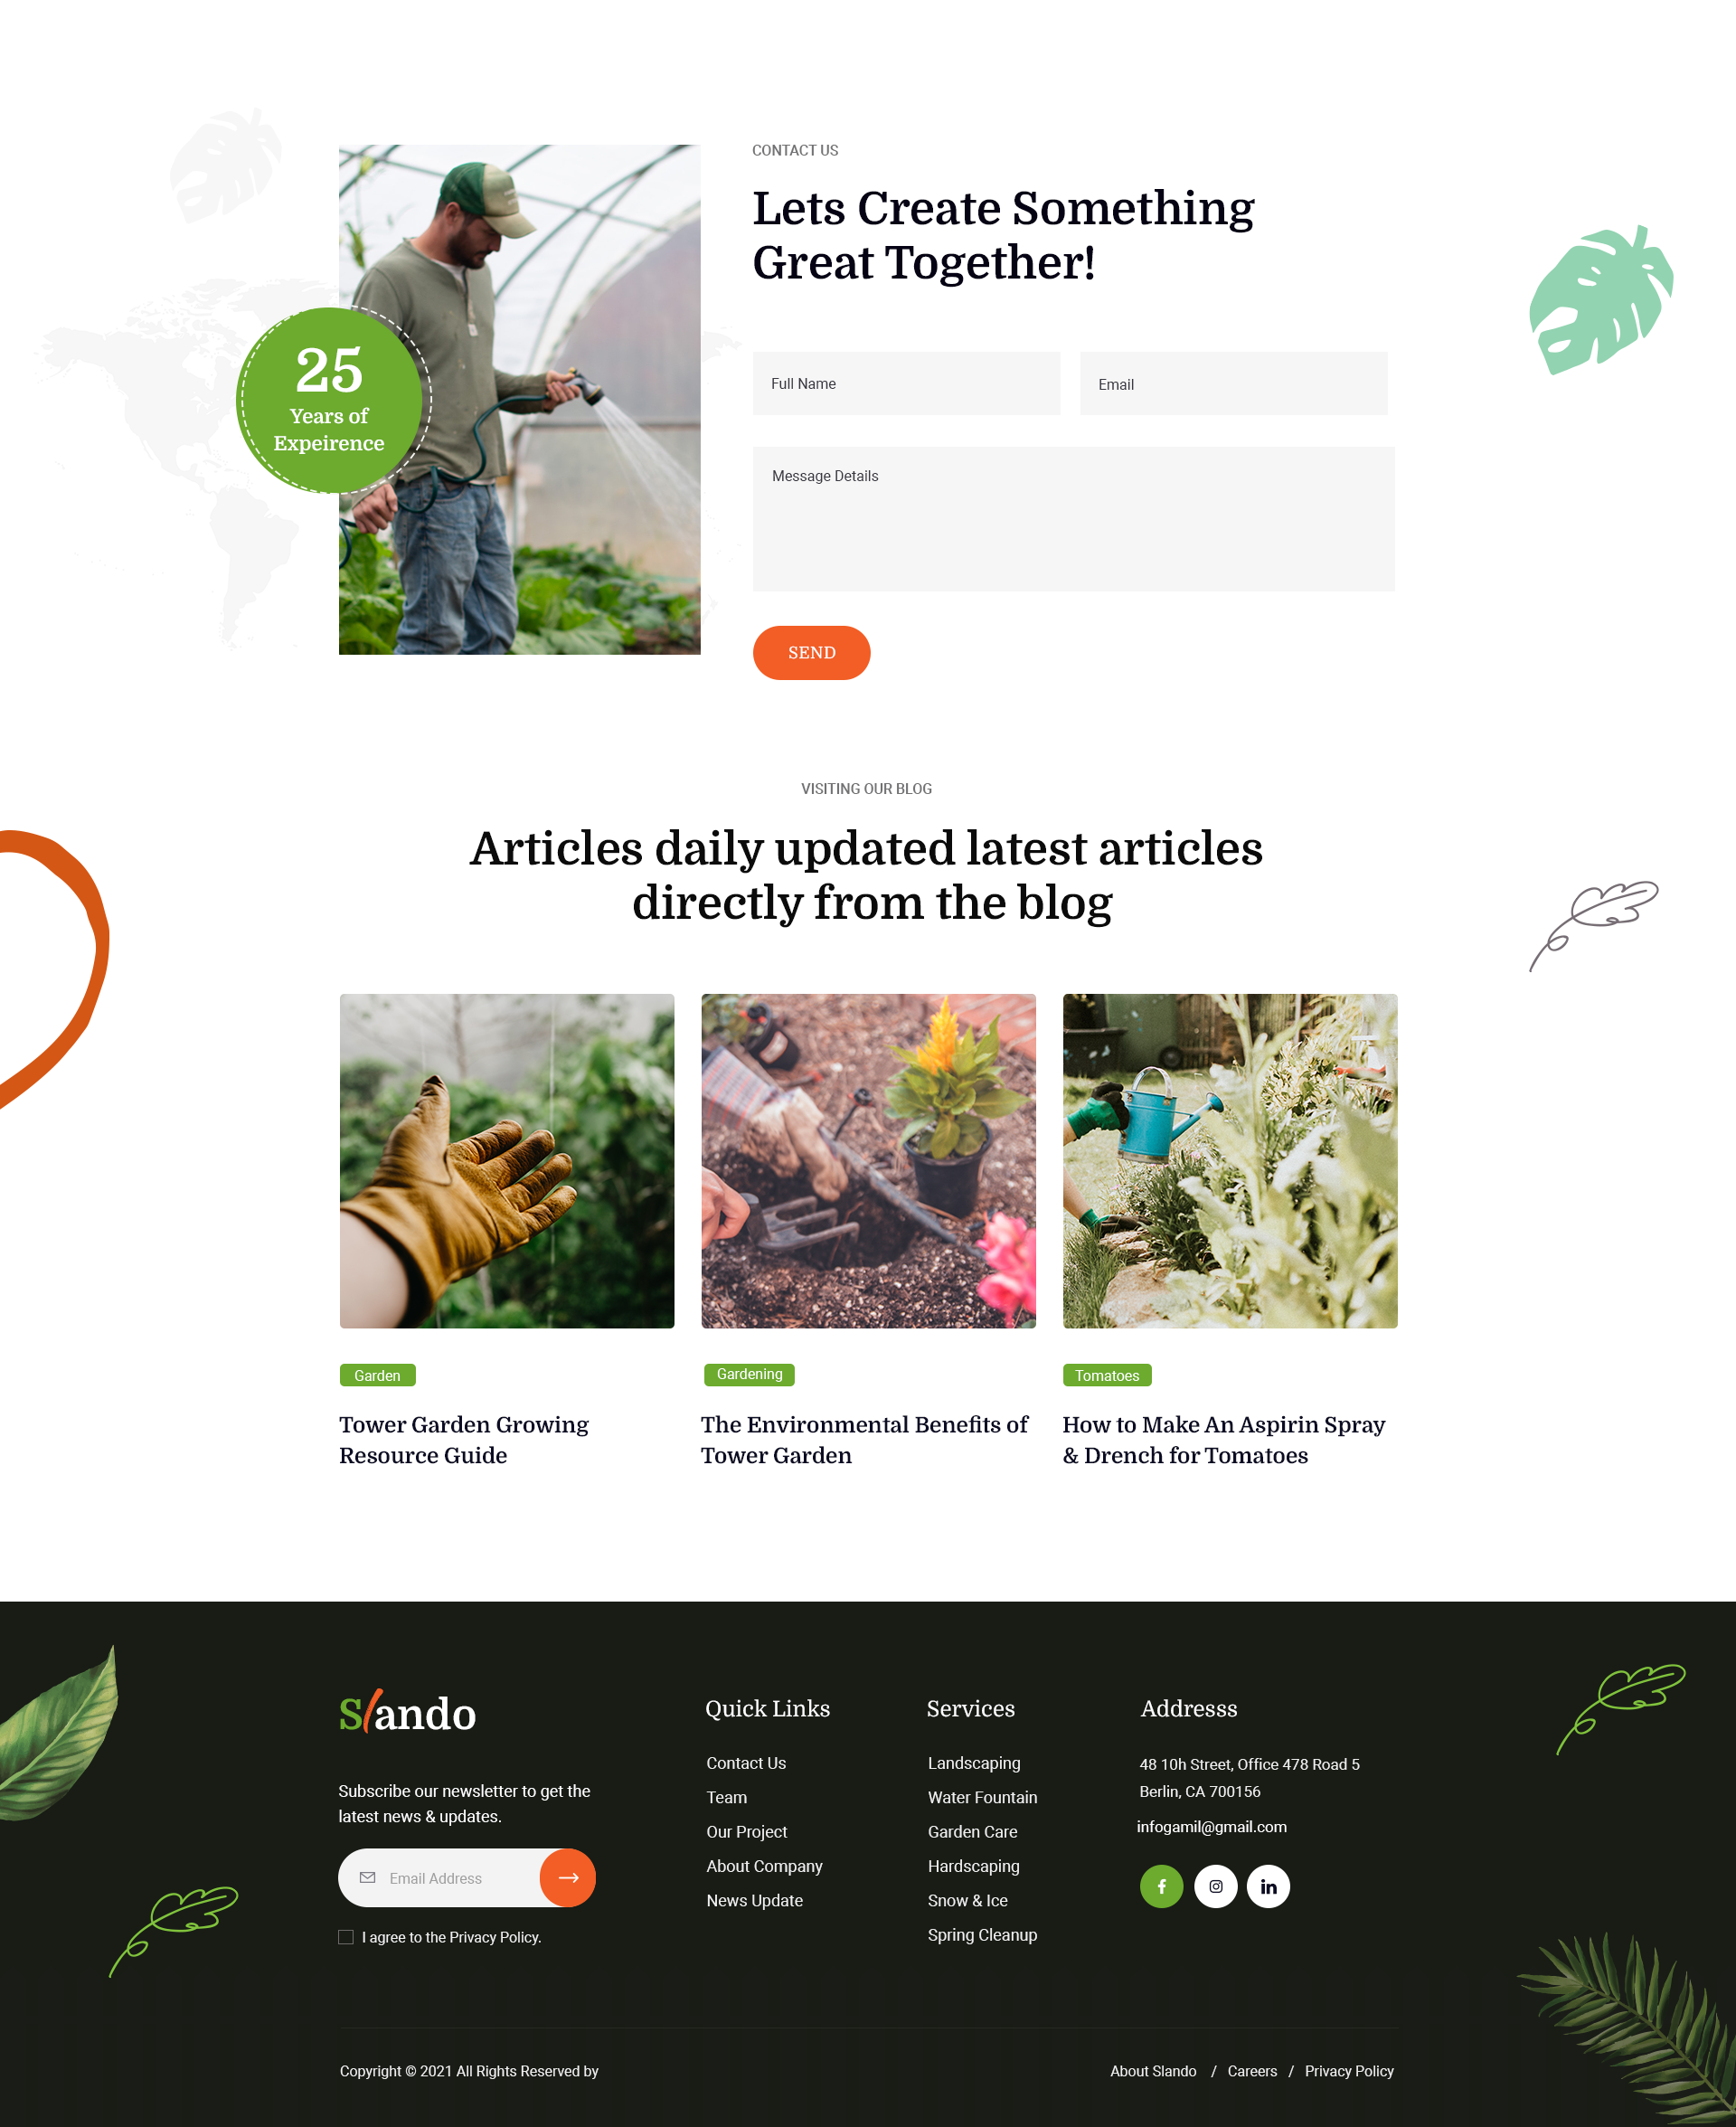 CONTACT US
Lets Create Something
Great Together!
25
Years of
Expeirence
Full Name
Email
Message Details
SEND
VISITING OUR BLOG
Articles daily updated latest articles
directly from the blog
Garden
Tower Garden Growing
Resource Guide
Gardening
The Environmental Benefits of
Tower Garden
Tomatoes
How to Make An Aspirin Spray
& Drench for Tomatoes
Slando
Subscribe our newsletter to get the
latest news & updates.
Email Address
I agree to the Privacy Policy.
Quick Links
Contact Us
Team
Our Project
About Company
News Update
Services
Landscaping
Water Fountain
Garden Care
Hardscaping
Snow & Ice
Spring Cleanup
Addresss
48 10h Street, Office 478 Road 5
Berlin, CA 700156
infogamil@gmail.com
Copyright © 2021 All Rights Reserved by
About Slando / Careers / Privacy Policy